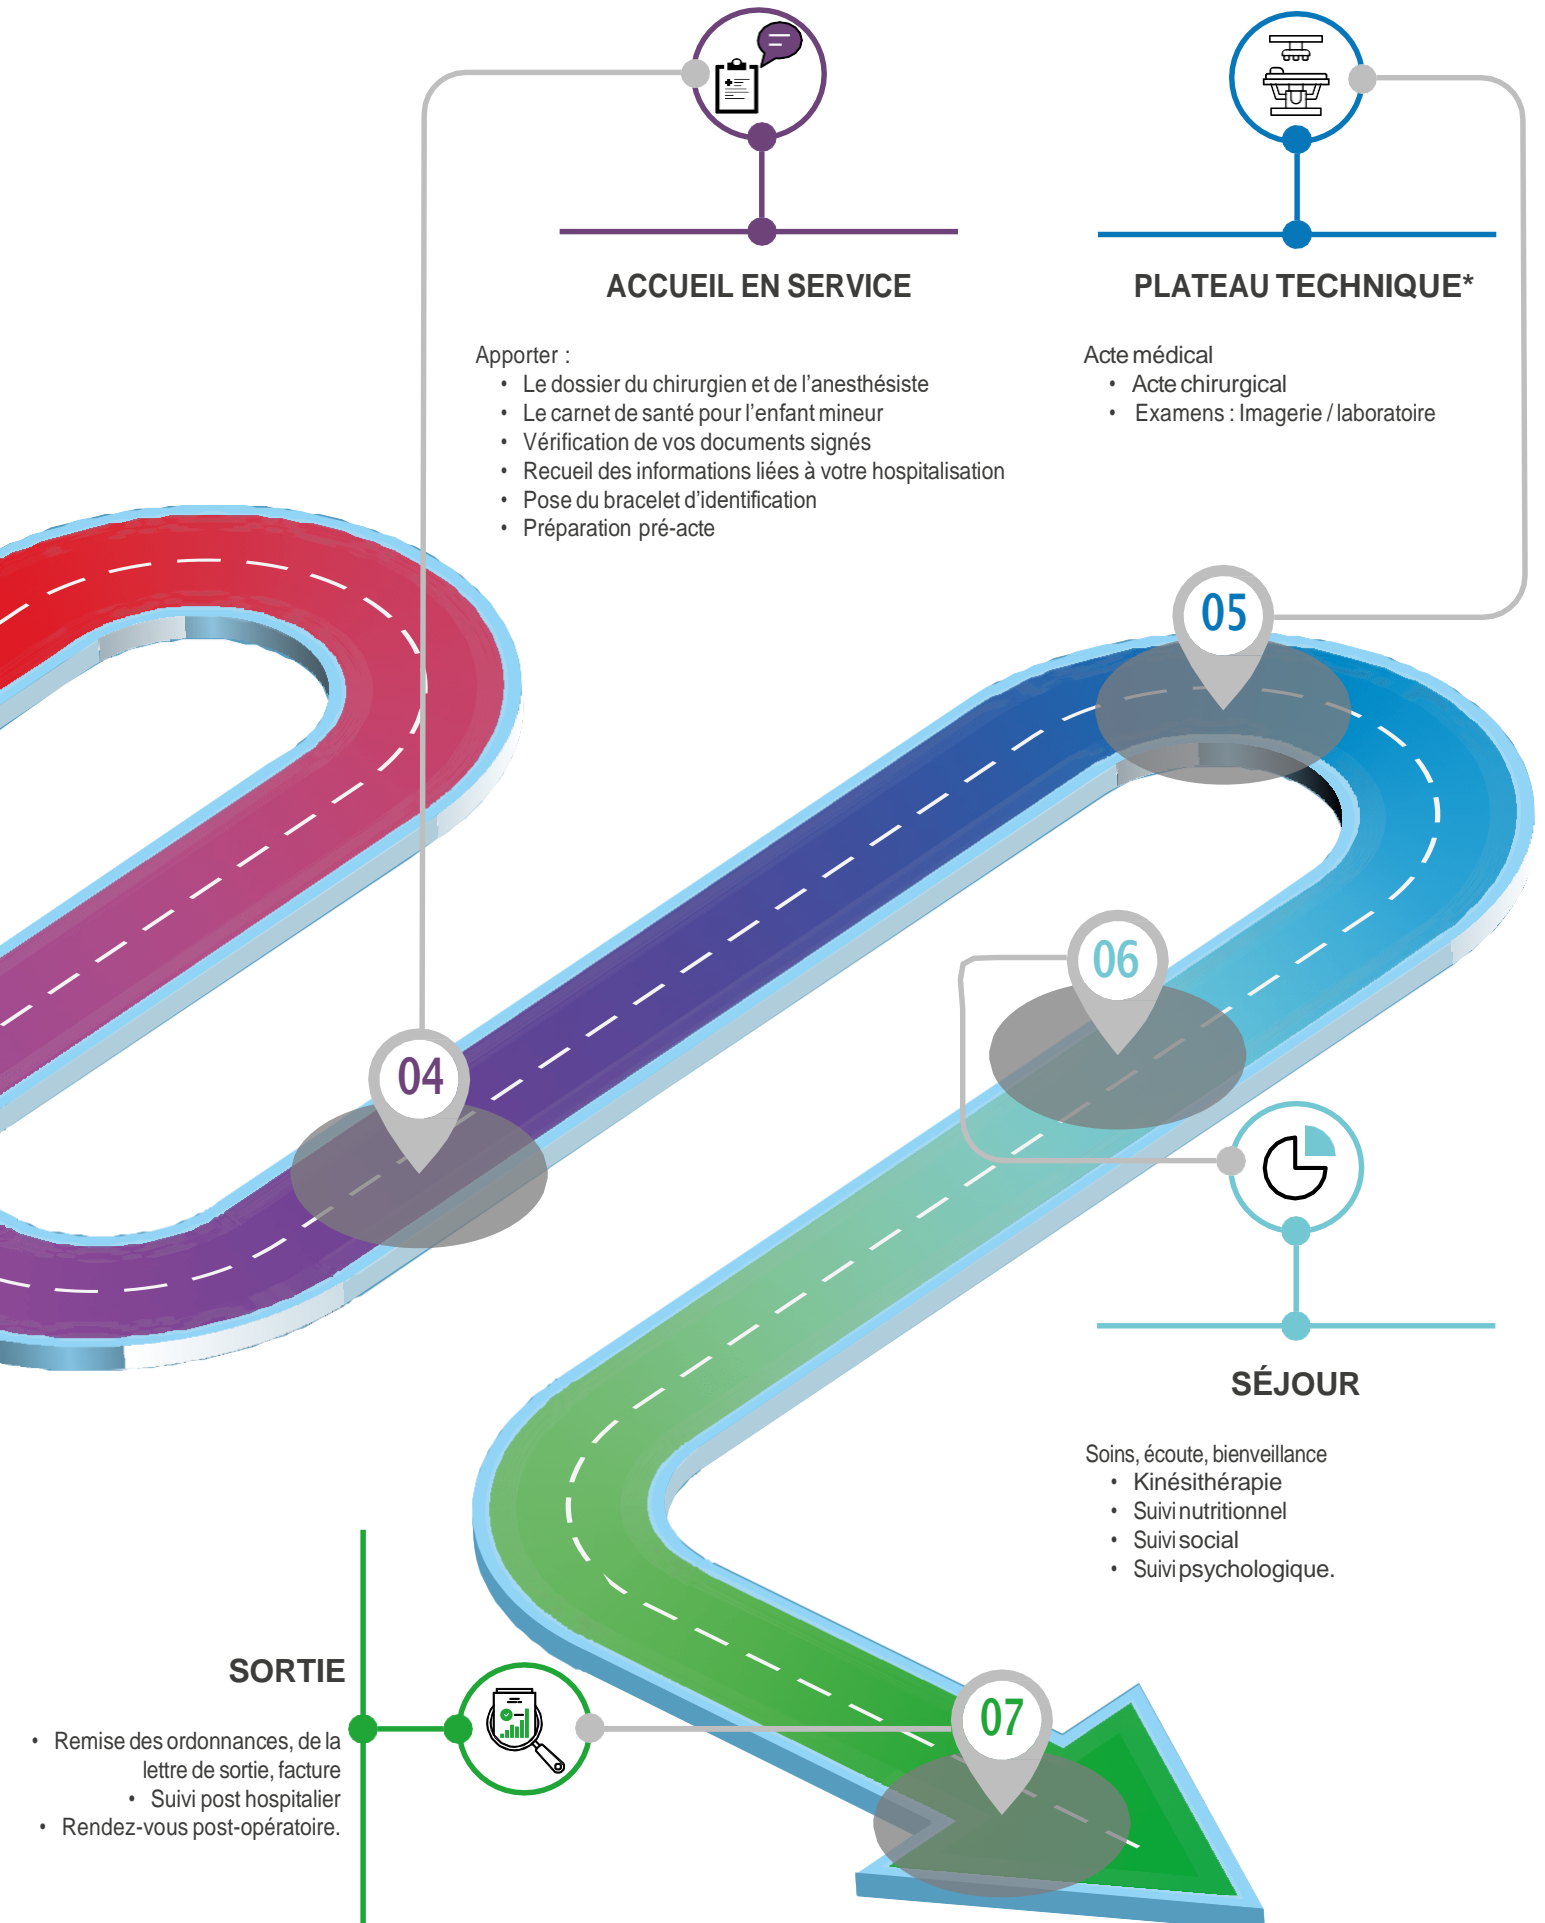 ACCUEIL EN SERVICE
Apporter :
• Le dossier du chirurgien et de l’anesthésiste
• Le carnet de santé pour l’enfant mineur
• Vérification de vos documents signés
• Recueil des informations liées à votre hospitalisation
• Pose du bracelet d’identification
• Préparation pré-acte
PLATEAU TECHNIQUE*
Acte médical
• Acte chirurgical
• Examens : Imagerie / laboratoire
05
06
04
SÉJOUR
Soins, écoute, bienveillance
• Kinésithérapie
• Suivi nutritionnel
• Suivi social
• Suivi psychologique.
SORTIE
• Remise des ordonnances, de la
lettre de sortie, facture
• Suivi post hospitalier
• Rendez-vous post-opératoire.
07